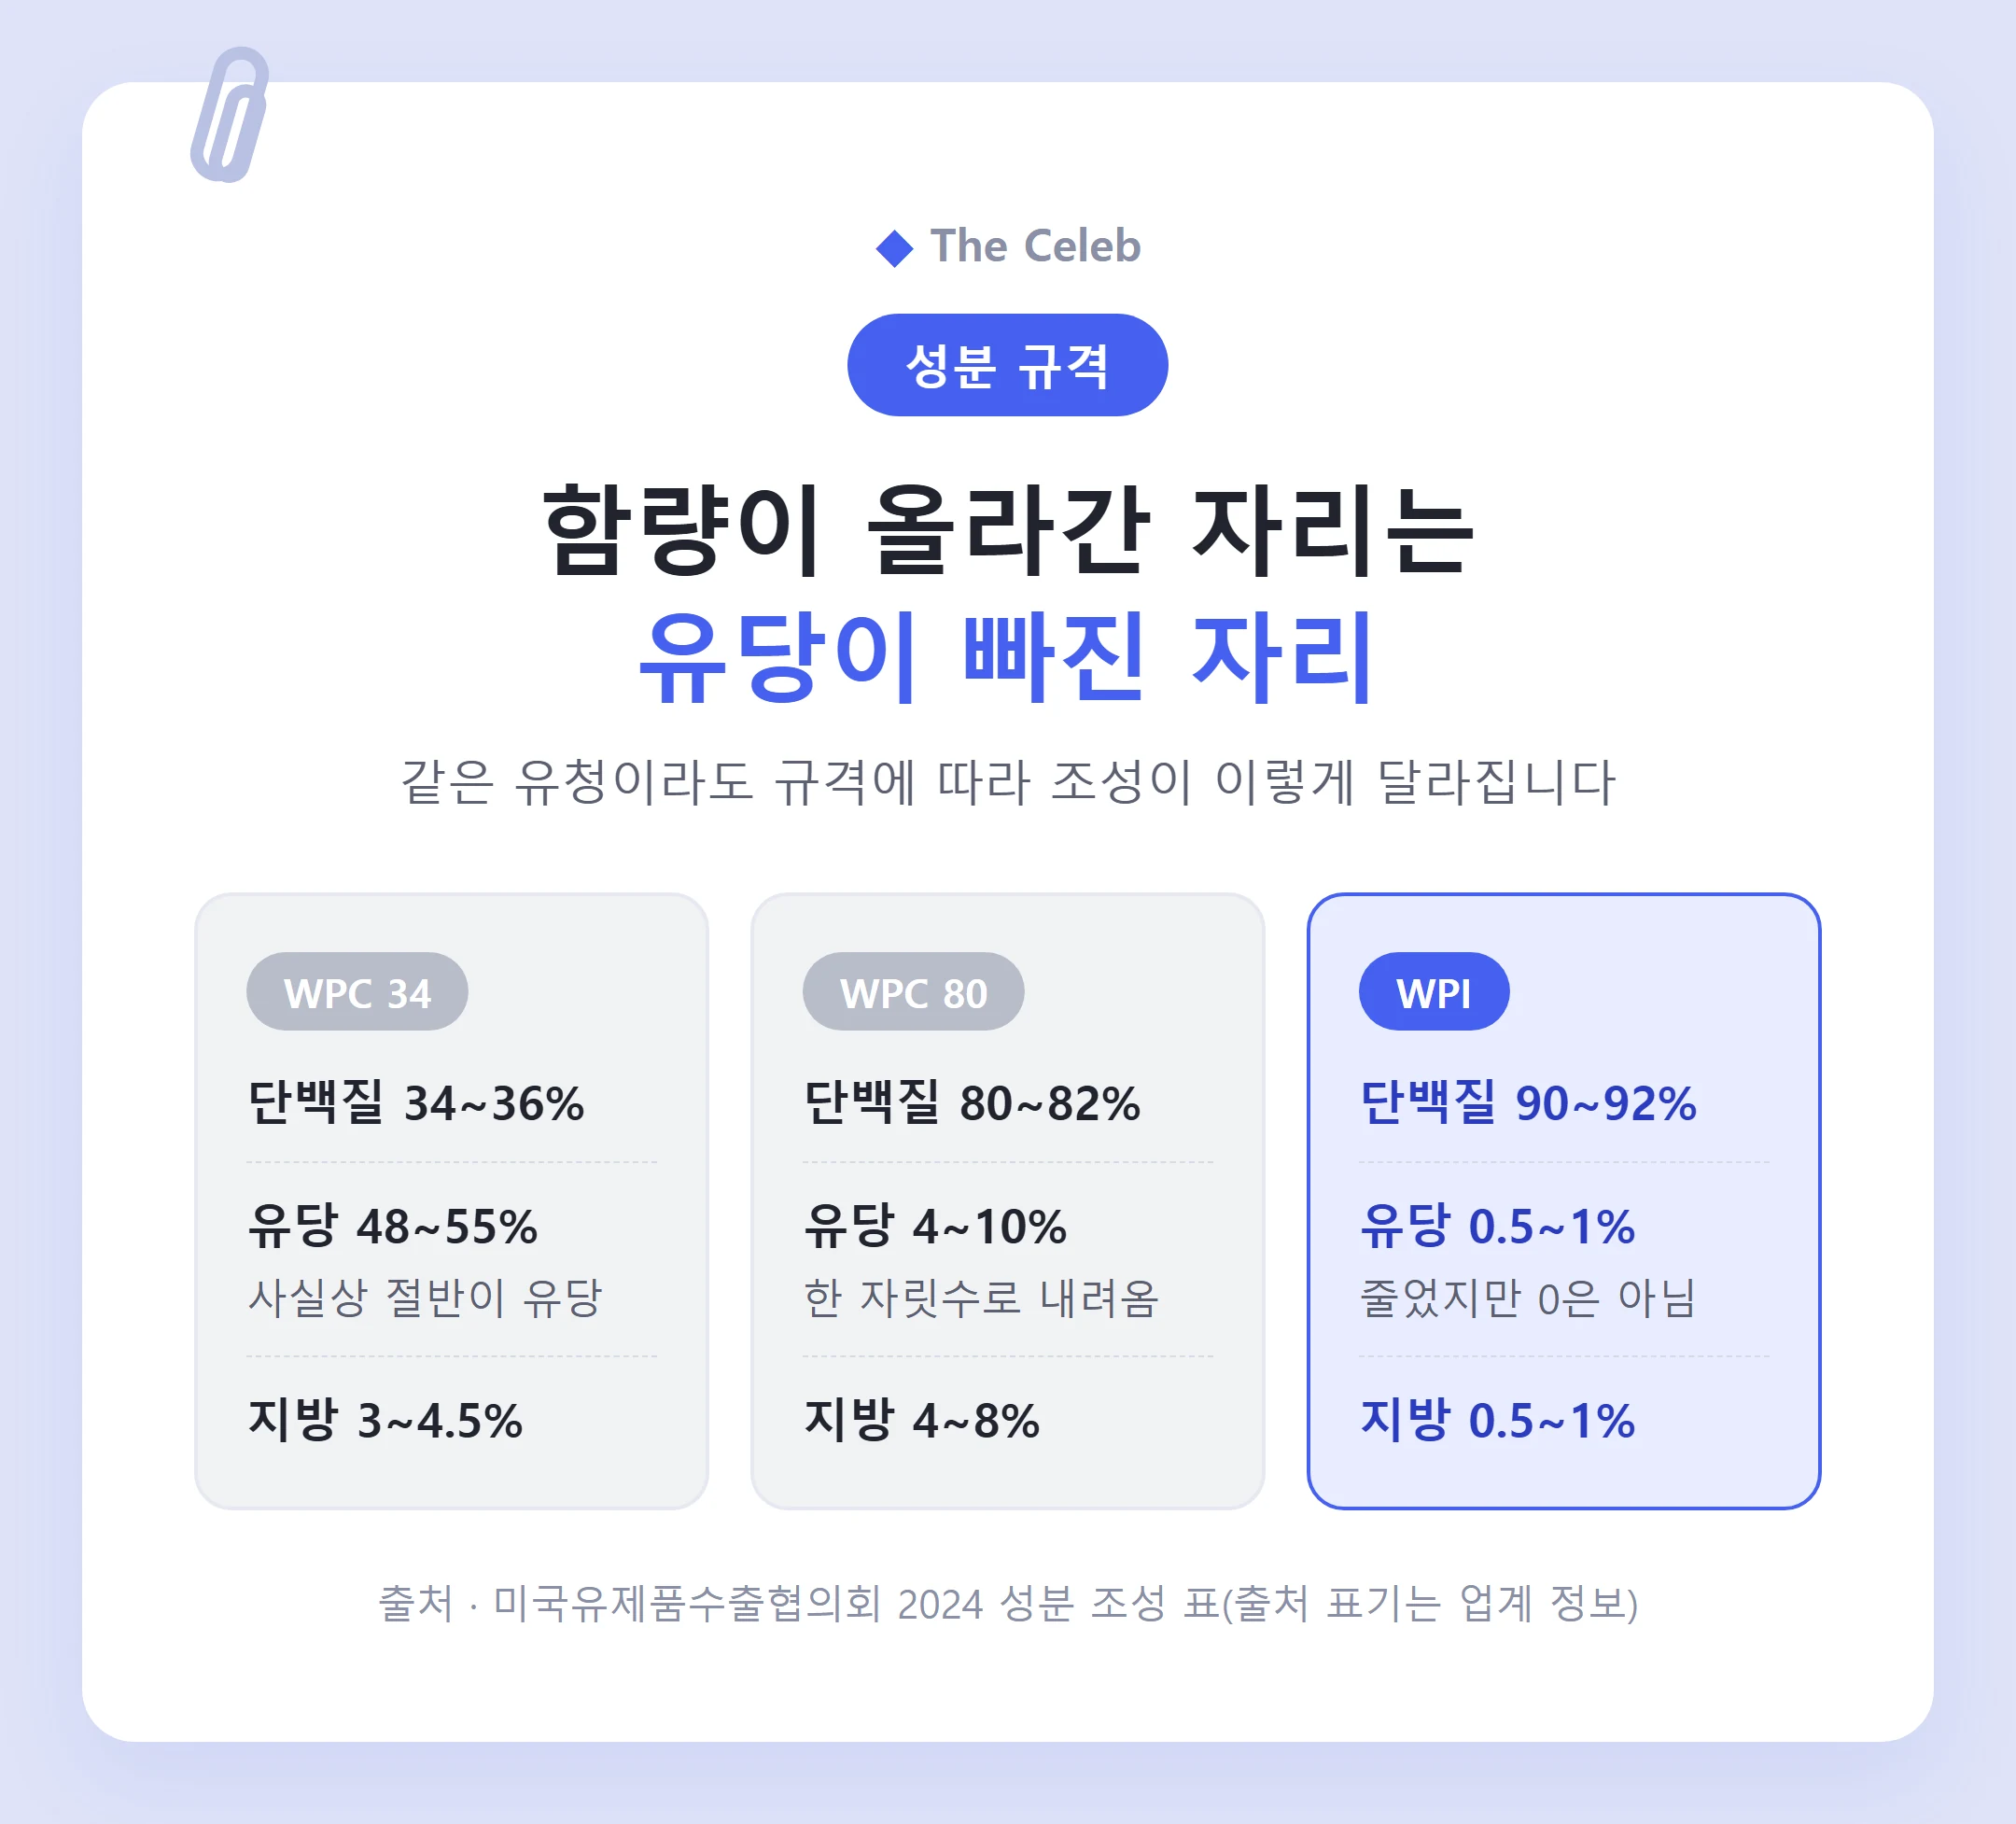 The Celeb
성분 규격
함량이 올라간 자리는
유당이 빠진 자리
같은 유청이라도 규격에 따라 조성이 이렇게 달라집니다
WPC 34
단백질 34~36%
유당 48~55%
사실상 절반이 유당
지방 3~4.5%
WPC 80
단백질 80~82%
유당 4~10%
한 자릿수로 내려옴
지방 4~8%
WPI
단백질 90~92%
유당 0.5~1%
줄었지만 0은 아님
지방 0.5~1%
출처 · 미국유제품수출협의회 2024 성분 조성 표(출처 표기는 업계 정보)